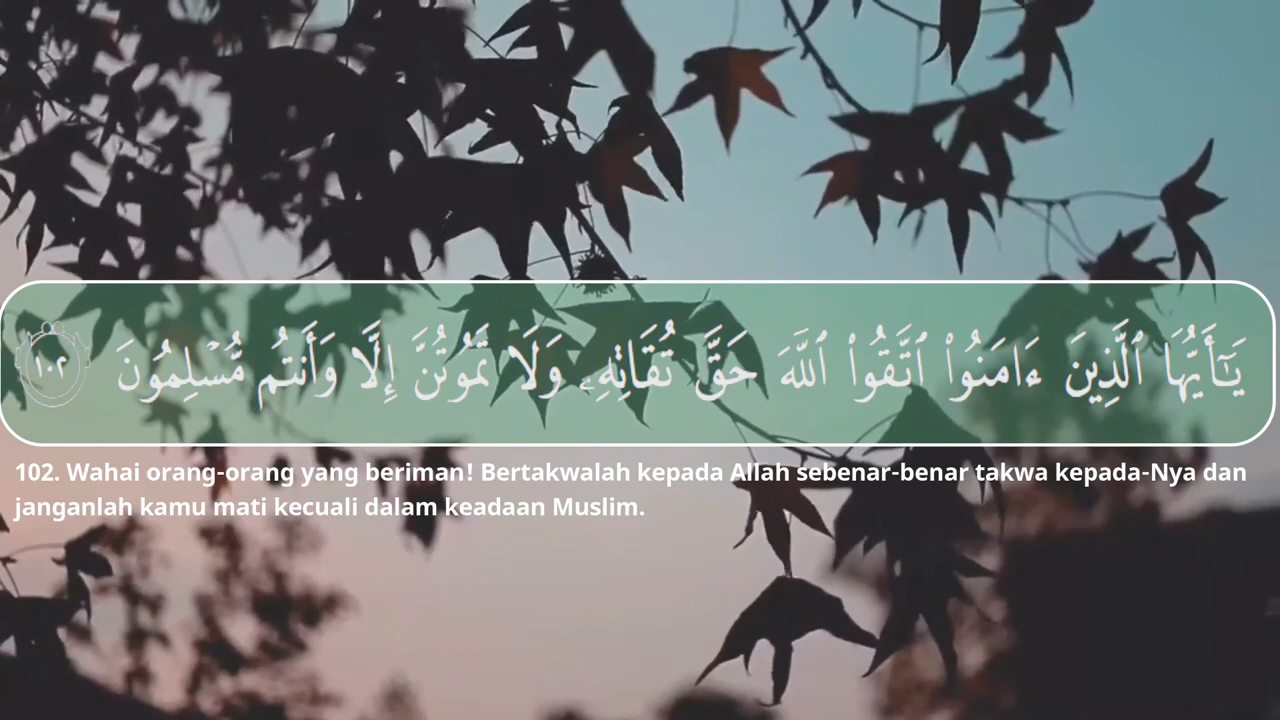 يَـٰٓأَيُّهَا ٱلَّذِينَ ءَامَنُوا۟ ٱتَّقُوا۟ ٱللَّهَ حَقَّ تُقَاتِهِۦ وَلَا تَمُوتُنَّ إِلَّا وَأَنتُم مُّسْلِمُونَ ١٠٢
102. Wahai orang-orang yang beriman! Bertakwalah kepada Allah sebenar-benar takwa kepada-Nya dan
janganlah kamu mati kecuali dalam keadaan Muslim.